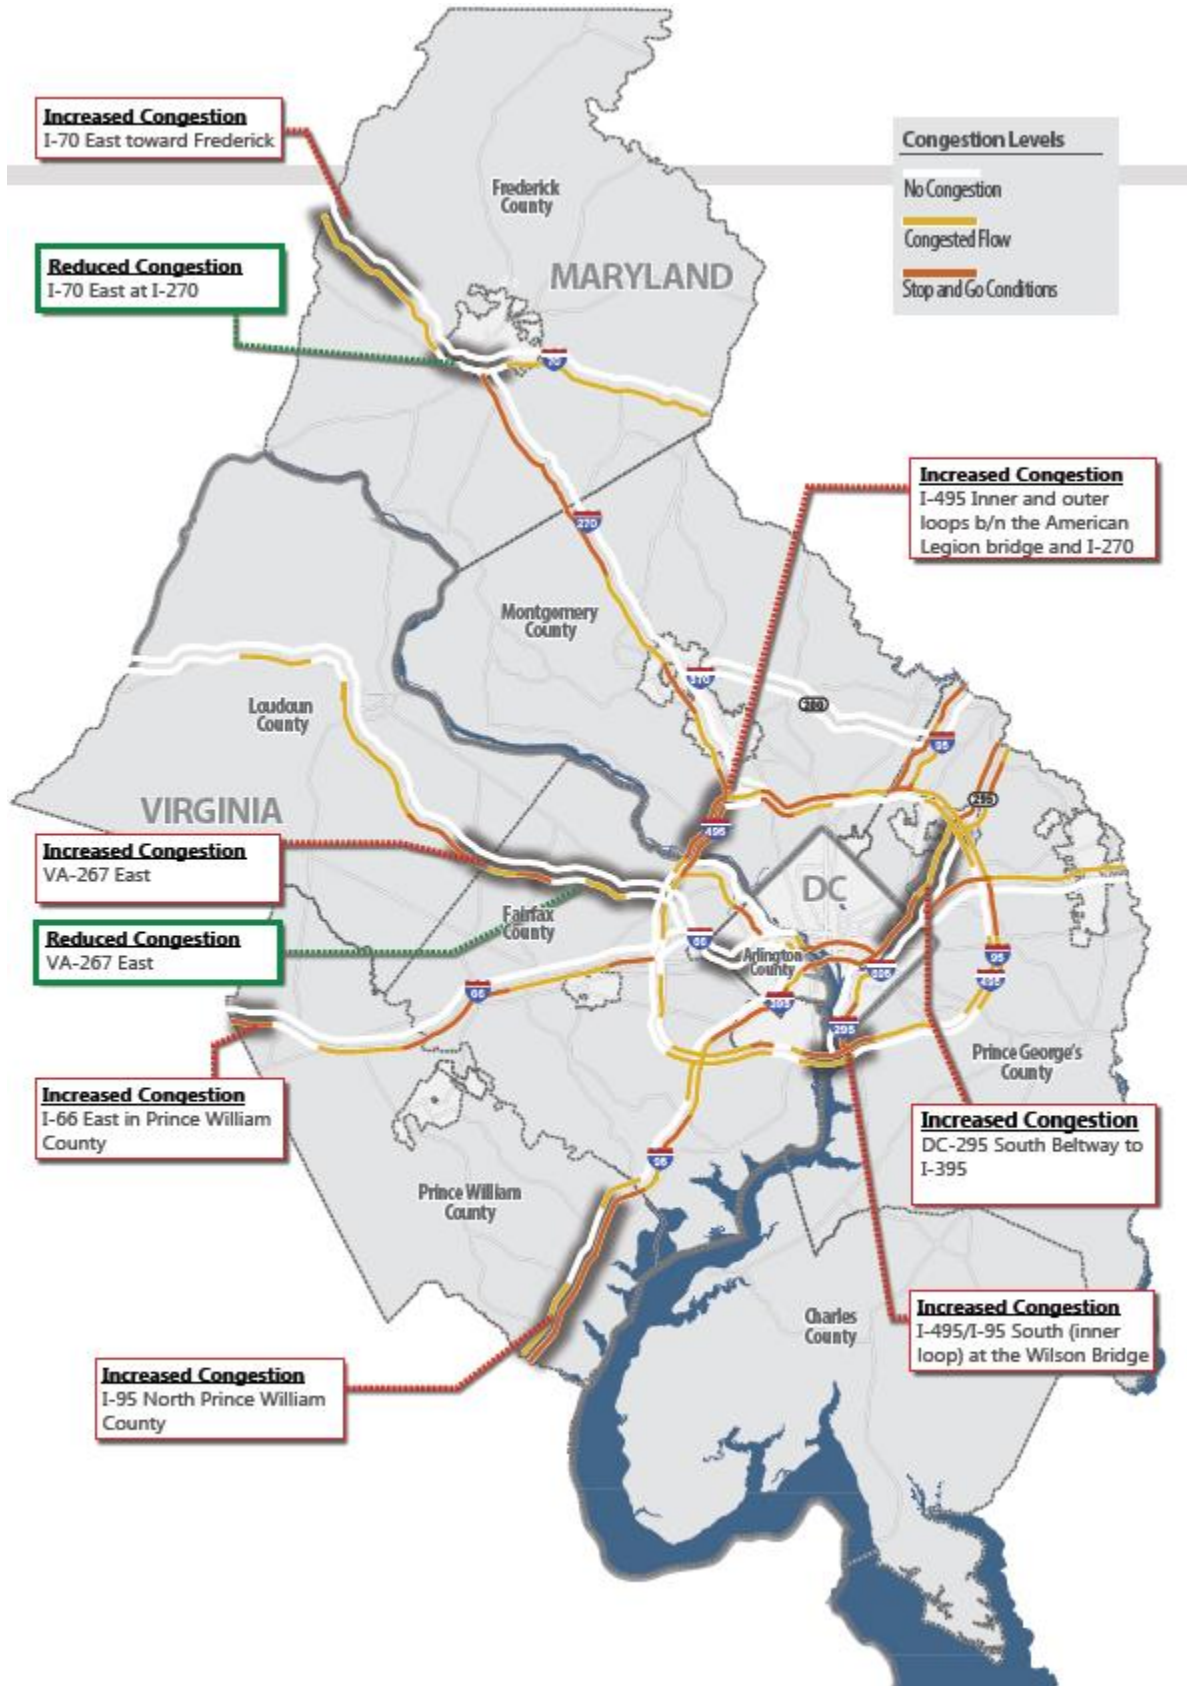 Increased Congestion
I-70 East toward Frederick
Congestion Levels
No Congestion
Congested Flow
Stop and Go Conditions
Frederick
County
MARYLAND
Reduced Congestion
I-70 East at I-270
70
Increased Congestion
I-495 Inner and outer
loops b/n the American
Legion bridge and I-270
270
Montgomery
County
370
200
95
Loudoun
County
295
VIRGINIA
495
Increased Congestion
VA-267 East
DC
Fairfax
County
Reduced Congestion
VA-267 East
66
Arlington
County
95
495
66
395
295
Prince George's
County
Increased Congestion
I-66 East in Prince William
County
Increased Congestion
DC-295 South Beltway to
I-395
95
Prince William
County
Charles
County
Increased Congestion
I-495/I-95 South (inner
loop) at the Wilson Bridge
Increased Congestion
I-95 North Prince William
County